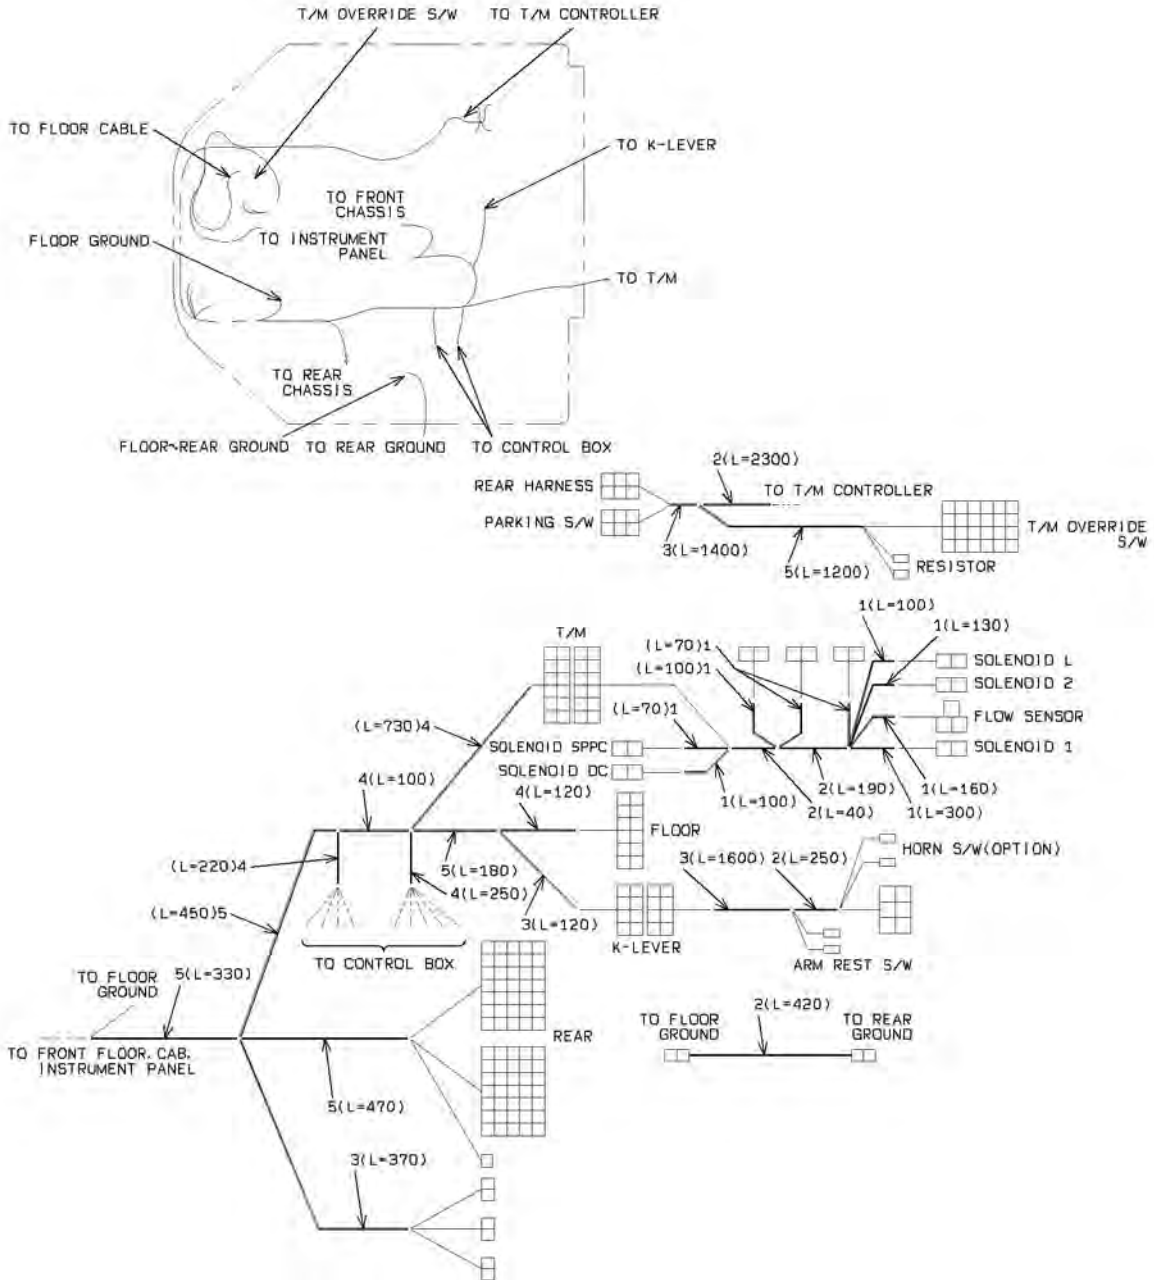 T/M OVERRIDE S/W
TO T/M CONTROLLER
TO FLOOR CABLE
TO K-LEVER
TO FRONT
CHASSIS
FLOOR GROUND
TO INSTRUMENT
PANEL
TO T/M
TO REAR
CHASSIS
FLOOR~REAR GROUND
TO REAR GROUND
TO CONTROL BOX
2(L=2300)
REAR HARNESS
TO T/M CONTROLLER
PARKING S/W
3(L=1400)
T/M OVERRIDE
S/W
5(L=1200)
RESISTOR
1(L=100)
1(L=130)
T/M
(L=70)1
(L=100)1
SOLENOID L
SOLENOID 2
(L=70)1
FLOW SENSOR
(L=730)4
SOLENOID SPPC
SOLENOID 1
SOLENOID DC
4(L=100)
4(L=120)
1(L=100)
2(L=190)
1(L=160)
2(L=40)
1(L=300)
FLOOR
(L=220)4
5(L=180)
3(L=1600)
2(L=250)
HORN S/W(OPTION)
4(L=250)
(L=450)5
3(L=120)
K-LEVER
TO CONTROL BOX
ARM REST S/W
TO FLOOR
GROUND
5(L=330)
2(L=420)
TO FLOOR
GROUND
TO REAR
GROUND
REAR
TO FRONT FLOOR. CAB.
INSTRUMENT PANEL
5(L=470)
3(L=370)